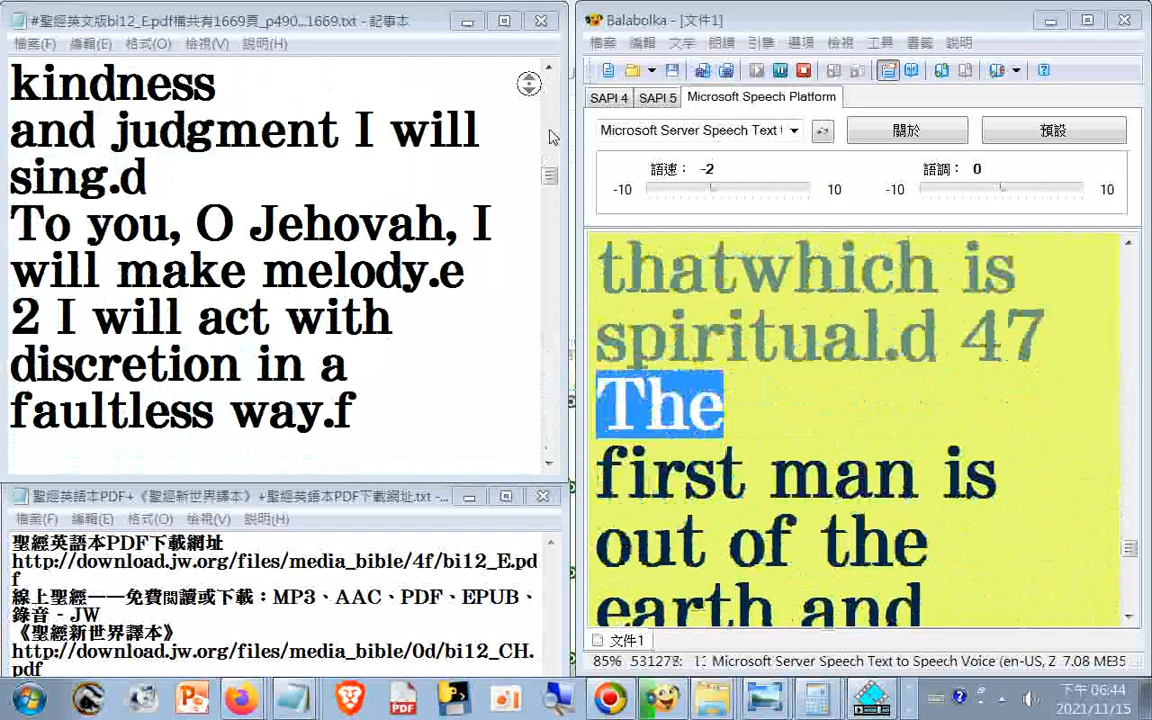 #聖經英文版bi12_E.pdf檔共有1669頁_p490...1669.txt - 記事本
檔案(F) 編輯(E) 格式(O) 檢視(V) 說明(H)
kindness
and judgment I will
sing.d
To you, O Jehovah, I
will make melody.e
2 I will act with
discretion in a
faultless way.f
聖經英語本PDF+《聖經新世界譯本》+聖經英語本PDF下載網址.txt -...
檔案(F) 編輯(E) 格式(O) 檢視(V) 說明(H)
聖經英語本PDF下載網址
http://download.jw.org/files/media_bible/4f/bi12_E.pd
f
線上聖經——免費閱讀或下載：MP3、AAC、PDF、EPUB、
錄音 - JW
《聖經新世界譯本》
http://download.jw.org/files/media_bible/0d/bi12_CH.
pdf
Balabolka - [文件1]
檔案 編輯 文字 朗讀 引擎 選項 檢視 工具 書籤 說明
SAPI 4 SAPI 5 Microsoft Speech Platform
Microsoft Server Speech Text 關於 預設
語速： -2 語調： 0
-10 10 -10 10
thatwhich is
spiritual.d 47
The
first man is
out of the
earth and
文件1
85% 531272: Microsoft Server Speech Text to Speech Voice (en-US, Z 7.08 MB
PDF
下午 06:44
2021/11/15